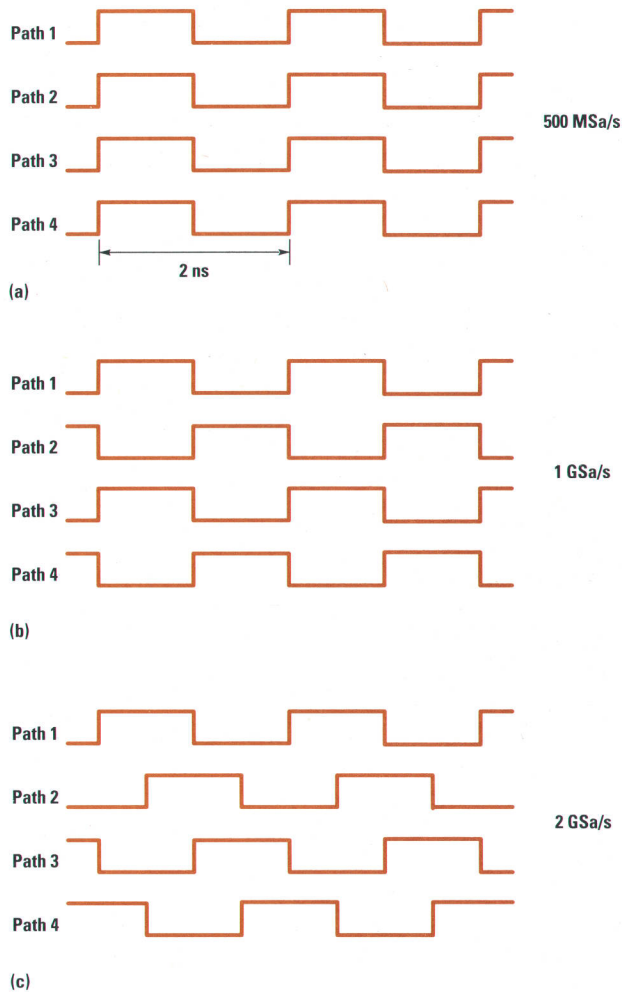 Path 1
Path 2
500 MSa/s
Path 3
Path 4
2 ns
(a)
Path 1
Path 2
1 GSa/s
Path 3
Path 4
(b)
Path 1
Path 2
2 GSa/s
Path 3
Path 4
(c)